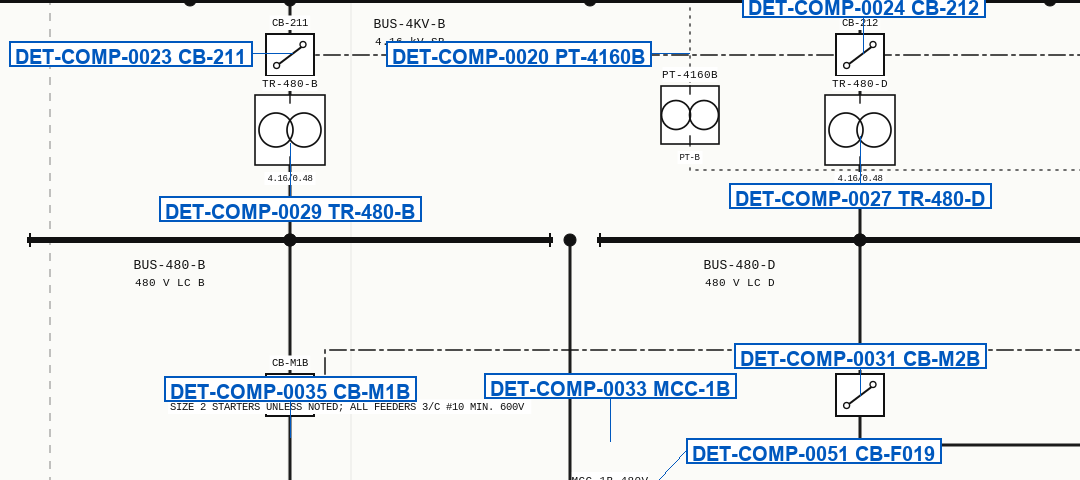 DET-COMP-0024 CB-212
CB-211
BUS-4KV-B
CB-212
DET-COMP-0023 CB-211
DET-COMP-0020 PT-4160B
TR-480-B
PT-4160B
TR-480-D
PT-B
4.16/0.48
4.16/0.48
DET-COMP-0029 TR-480-B
DET-COMP-0027 TR-480-D
BUS-480-B
480 V LC B
BUS-480-D
480 V LC D
CB-M1B
DET-COMP-0031 CB-M2B
DET-COMP-0035 CB-M1B
DET-COMP-0033 MCC-1B
SIZE 2 STARTERS UNLESS NOTED; ALL FEEDERS 3/C #10 MIN. 600V
DET-COMP-0051 CB-F019